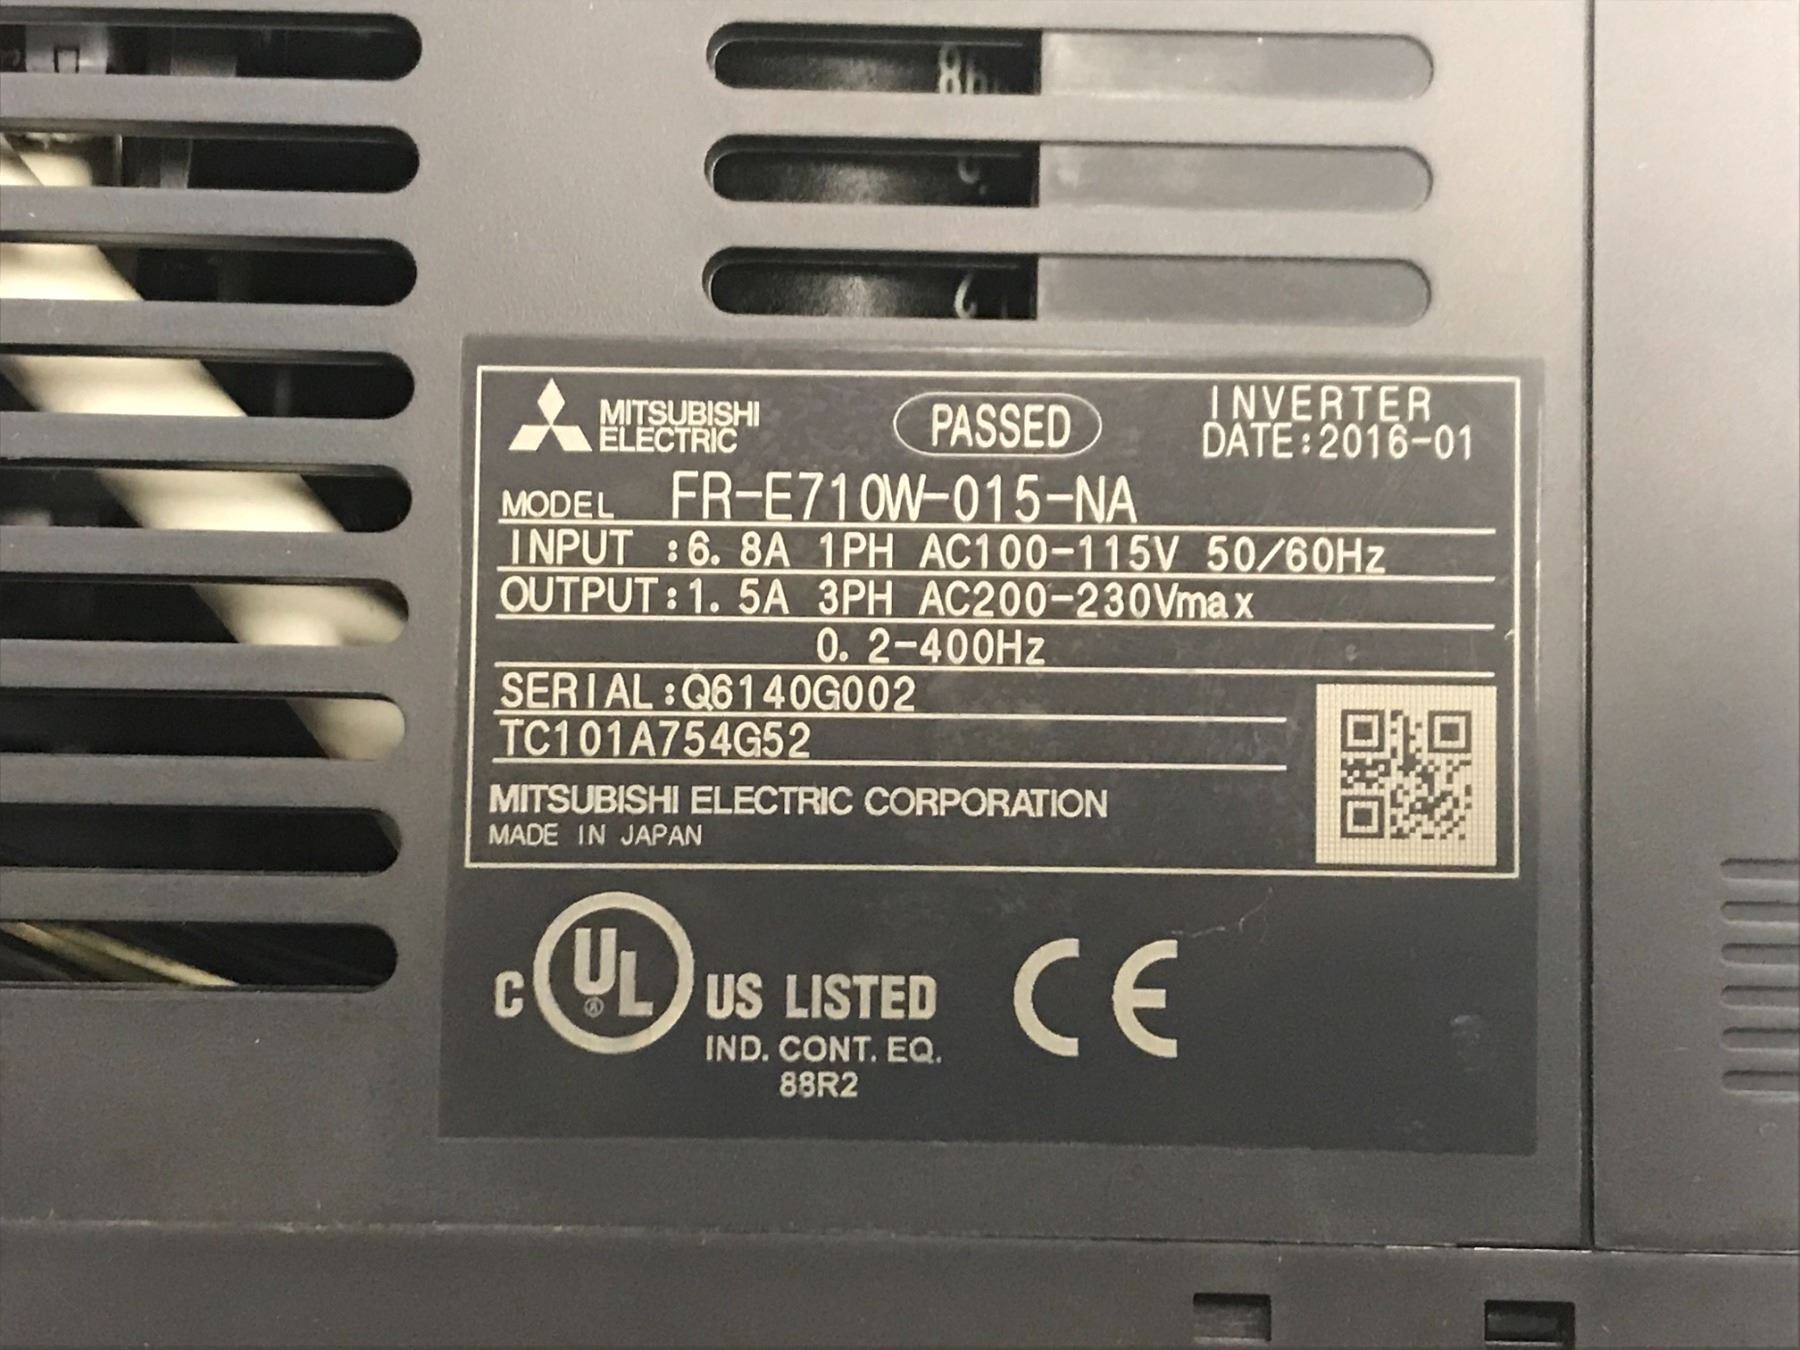 MITSUBISHI
ELECTRIC
PASSED
INVERTER
DATE:2016-01
MODEL FR-E710W-015-NA
INPUT :6.8A 1PH AC100-115V 50/60Hz
OUTPUT:1.5A 3PH AC200-230Vmax
0.2-400Hz
SERIAL:Q6140G002
TC101A754G52
MITSUBISHI ELECTRIC CORPORATION
MADE IN JAPAN
C UL® US LISTED
IND. CONT. EQ.
88R2
CE